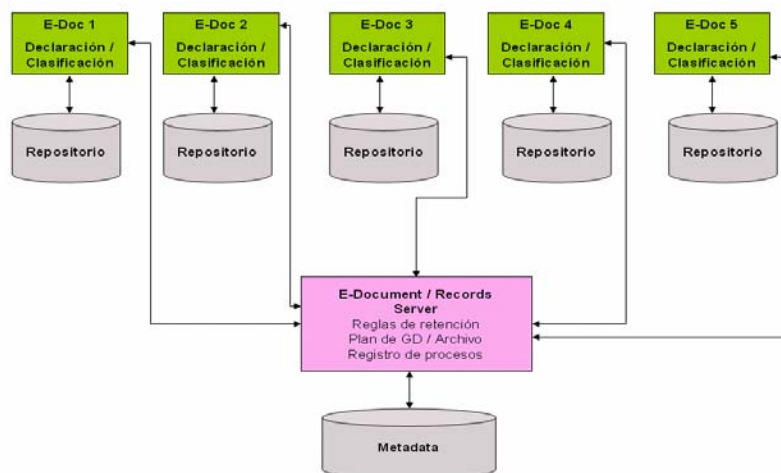 E-Doc 1
Declaración /
Clasificación
E-Doc 2
Declaración /
Clasificación
E-Doc 3
Declaración /
Clasificación
E-Doc 4
Declaración /
Clasificación
E-Doc 5
Declaración /
Clasificación
Repositorio
Repositorio
Repositorio
Repositorio
Repositorio
E-Document / Records
Server
Reglas de retención
Plan de GD / Archivo
Registro de procesos
Metadata